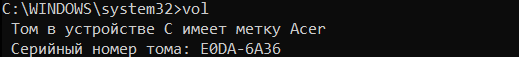 C:\WINDOWS\system32>vol
Том в устройстве C имеет метку Acer
Серийный номер тома: E0DA-6A36